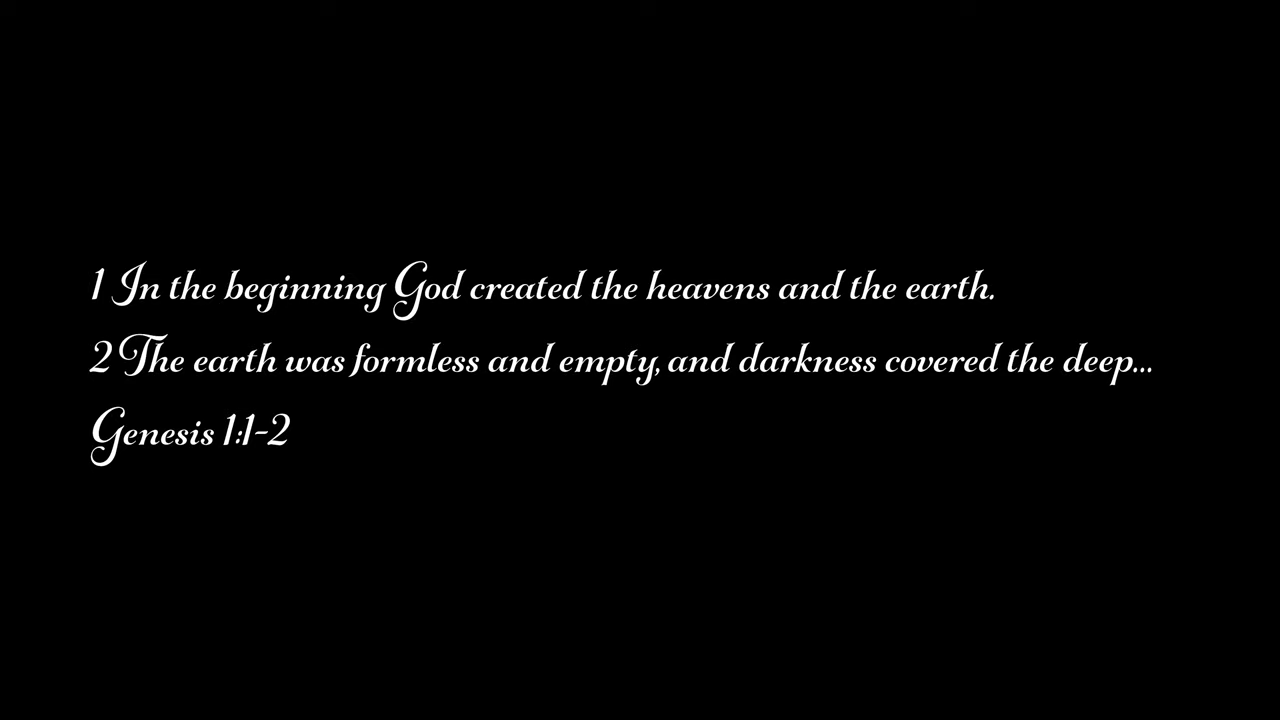 1 In the beginning God created the heavens and the earth.
2 The earth was formless and empty, and darkness covered the deep...
Genesis 1:1-2